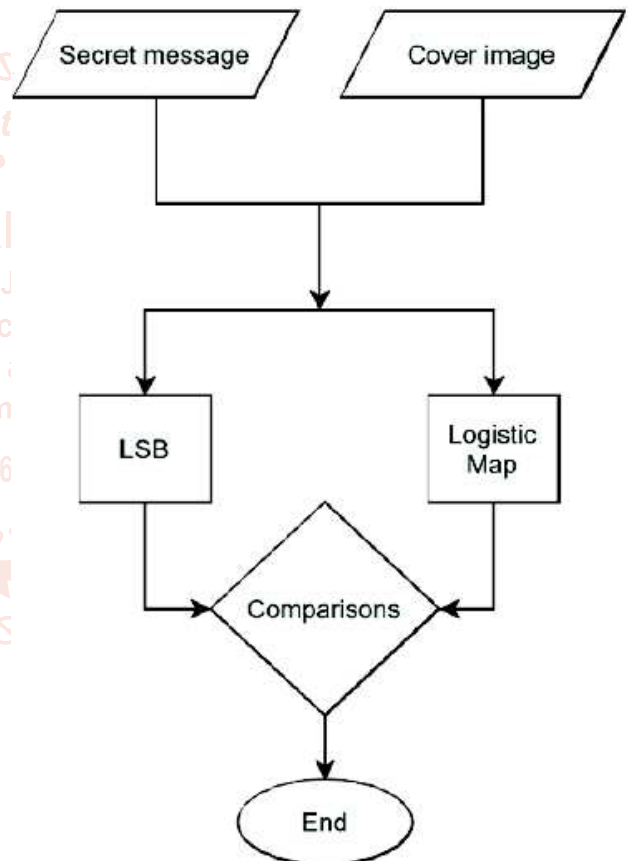 Secret message
Cover image
LSB
Logistic
Map
Comparisons
End